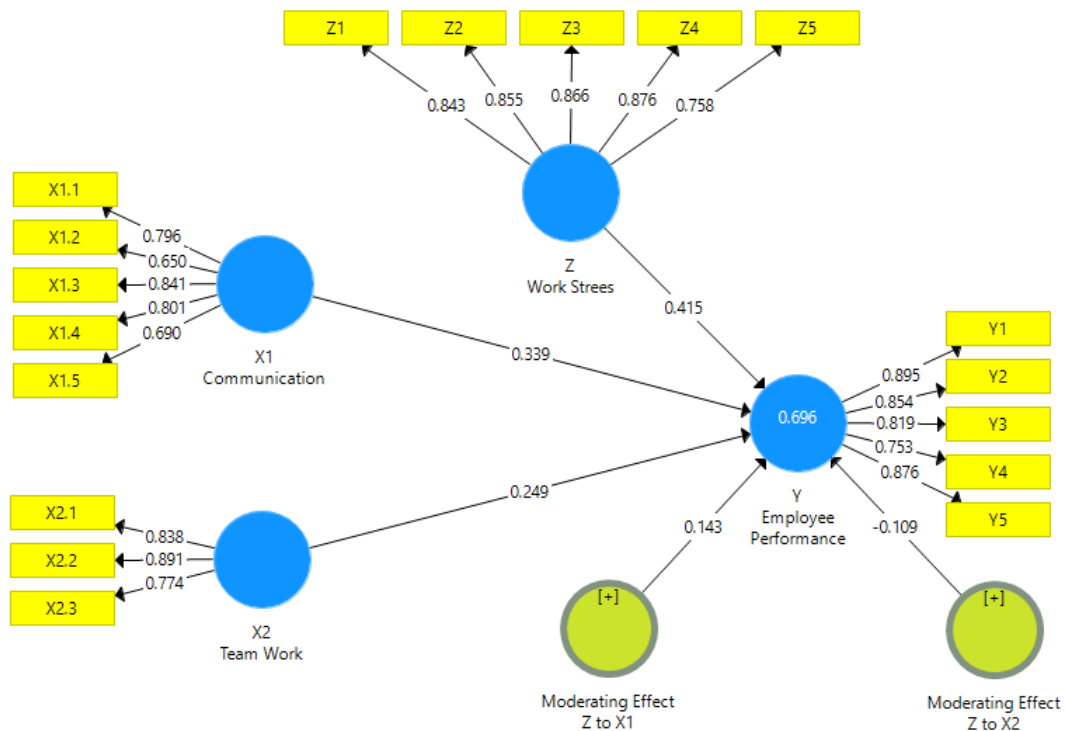 Z1
Z2
Z3
Z4
Z5
0.843
0.855
0.866
0.876
0.758
Z
Work Strees
X1.1
X1.2
X1.3
X1.4
X1.5
0.796
0.650
0.841
0.801
0.690
X1
Communication
0.415
0.339
0.249
X2.1
X2.2
X2.3
0.838
0.891
0.774
X2
Team Work
0.696
Y
Employee
Performance
0.895
0.854
0.819
0.753
0.876
Y1
Y2
Y3
Y4
Y5
0.143
-0.109
[+]
Moderating Effect
Z to X1
[+]
Moderating Effect
Z to X2